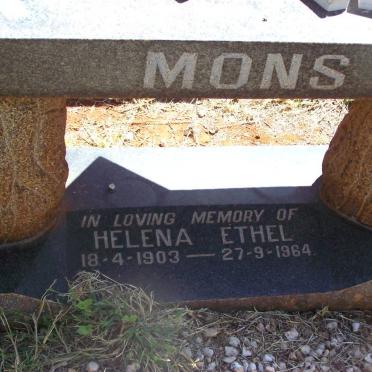 MONS
IN LOVING MEMORY OF
HELENA ETHEL
18-4-1903 — 27-9-1964